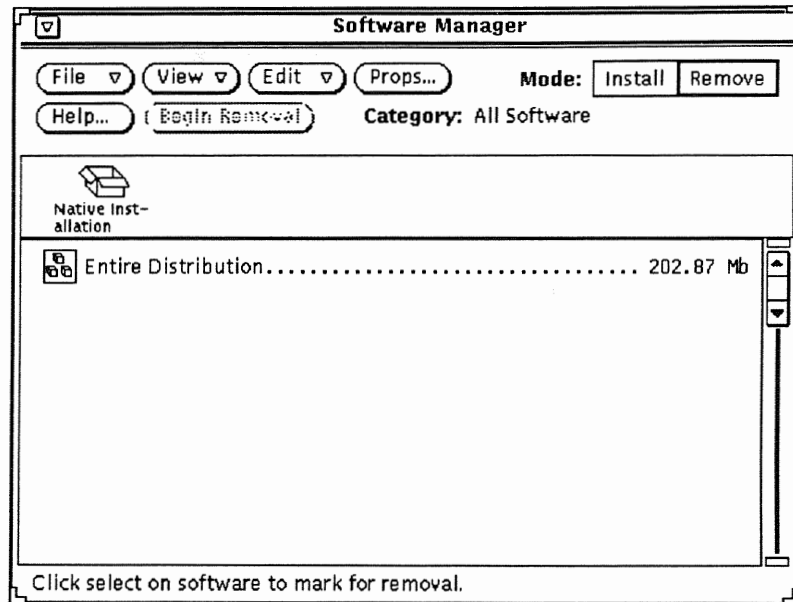 Software Manager
File View Edit Props... Mode: Install Remove
Help... Begin Removal Category: All Software
Native Inst-
allation
Entire Distribution.................................. 202.87 Mb
Click select on software to mark for removal.